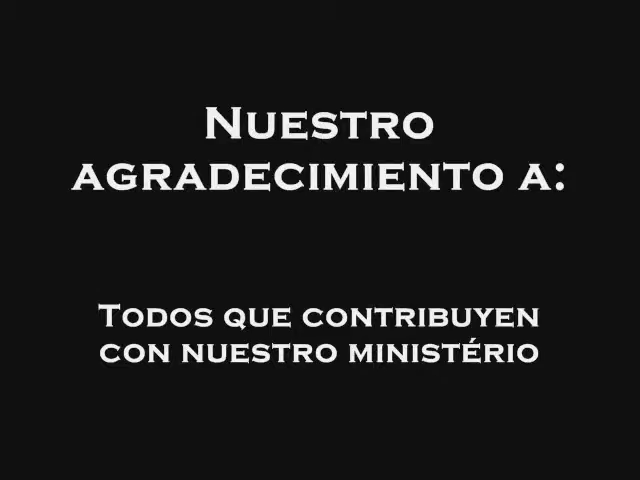 Nuestro
agradecimiento a:
Todos que contribuyen
con nuestro ministério